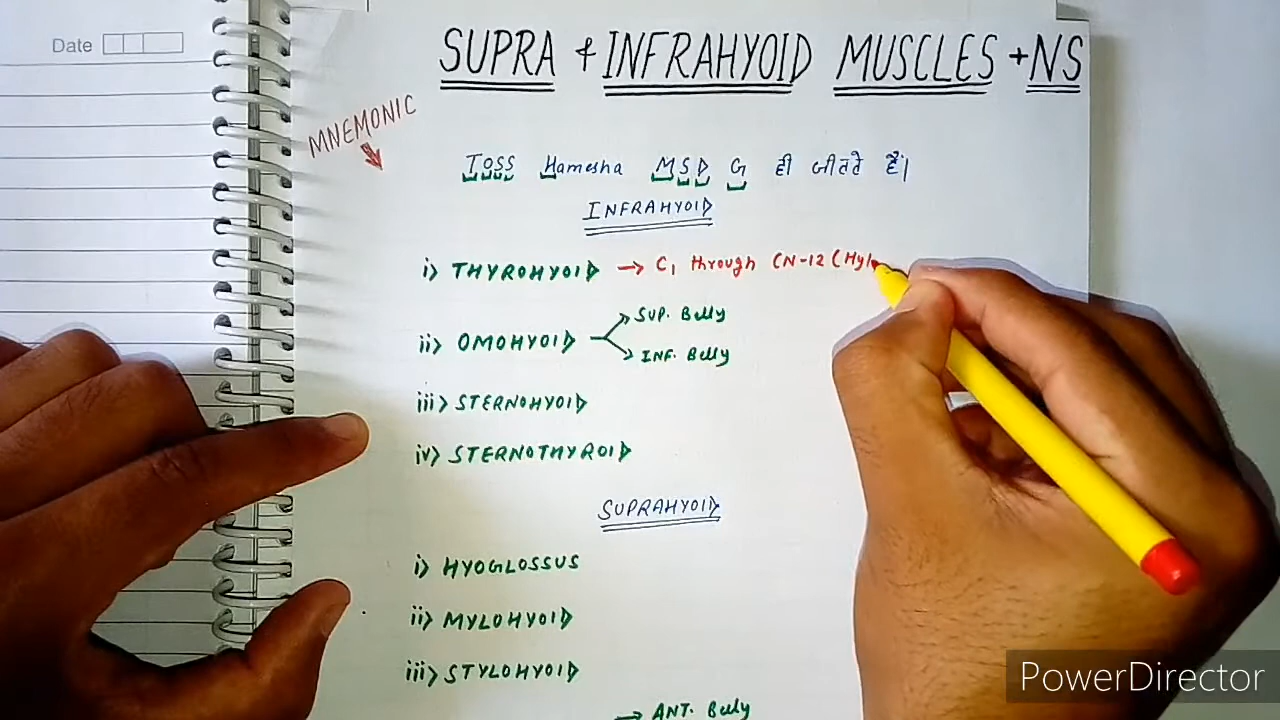 Date
SUPRA & INFRAHYOID MUSCLES + NS
MNEMONIC
TOSS Hamesha MSD G ही जीतते हैं।
INFRAHYOID
i) THYROHYOID → C1 through CN-12 (Hy
ii) OMOHYOID → SUP. Belly
→ INF. Belly
iii) STERNOHYOID
iv) STERNOTHYROID
SUPRAHYOID
i) HYOGLOSSUS
ii) MYLOHYOID
iii) STYLOHYOID
→ ANT. Belly
PowerDirector